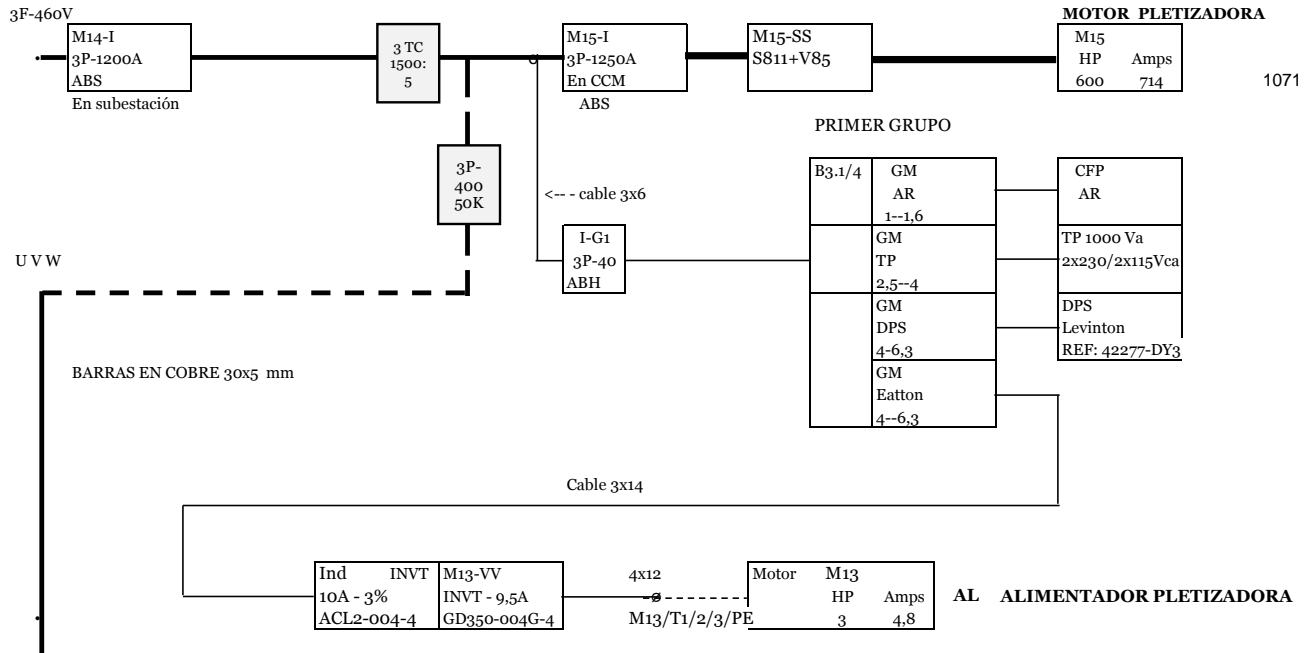 3F-460V
M14-I
3P-1200A
ABS
En subestación
3 TC
1500:
5
M15-I
3P-1250A
En CCM
ABS
M15-SS
S811+V85
MOTOR PLETIZADORA
M15
HP Amps
600 714
1071
PRIMER GRUPO
3P-
400
50K
<-- - cable 3x6
I-G1
3P-40
ABH
B3.1/4
GM
AR
1--1,6
CFP
AR
GM
TP
2,5--4
TP 1000 Va
2x230/2x115Vca
GM
DPS
4-6,3
DPS
Levinton
REF: 42277-DY3
GM
Eatton
4--6,3
U V W
BARRAS EN COBRE 30x5 mm
Cable 3x14
Ind INVT
10A - 3%
ACL2-004-4
M13-VV
INVT - 9,5A
GD350-004G-4
4x12
M13/T1/2/3/PE
Motor M13
HP Amps
3 4,8
AL ALIMENTADOR PLETIZADORA